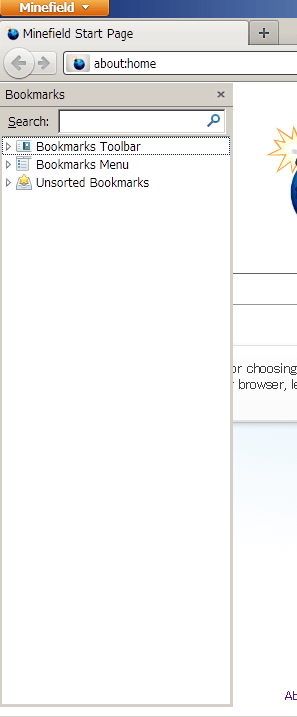 Minefield
Minefield Start Page
about:home
Bookmarks
Search:
Bookmarks Toolbar
Bookmarks Menu
Unsorted Bookmarks
or choosing
browser, le
Ab